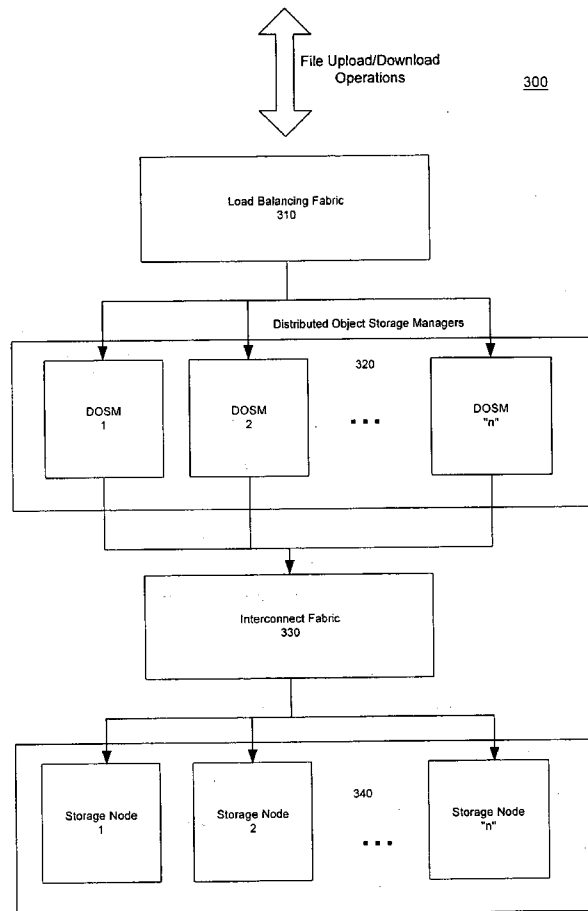 File Upload/Download
Operations
300
Load Balancing Fabric
310
Distributed Object Storage Managers
320
DOSM
1
DOSM
2
DOSM
"n"
Interconnect Fabric
330
340
Storage Node
1
Storage Node
2
Storage Node
"n"